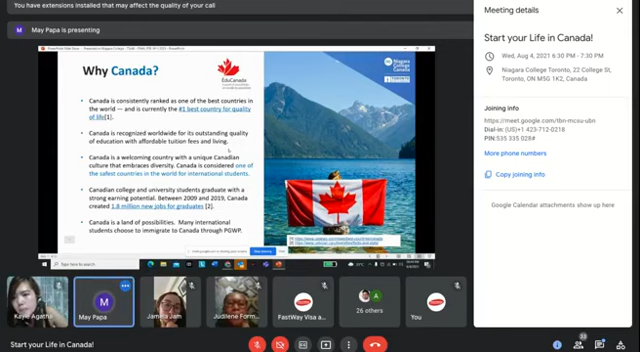 You have extensions installed that may affect the quality of your call
May Papa is presenting
Why Canada?
EduCanada
Niagara College Canada
TORONTO
Canada is consistently ranked as one of the best countries in
the world — and is currently the #1 best country for quality
of life[1].
Canada is recognized worldwide for its outstanding quality
of education with affordable tuition fees and living.
Canada is a welcoming country with a unique Canadian
culture that embraces diversity. Canada is considered one of
the safest countries in the world for international students.
Canadian college and university students graduate with a
strong earning potential. Between 2009 and 2019, Canada
created 1.8 million new jobs for graduates [2].
Canada is a land of possibilities. Many international
students choose to immigrate to Canada through PGWP.
Type here to search
Kayle Agatha
M
May Papa
Jamela Jam
Judilene Form...
FastWay Visa a...
A
26 others
You
Start your Life in Canada!
Meeting details
Start your Life in Canada!
Wed, Aug 4, 2021 6:30 PM - 7:30 PM
Niagara College Toronto, 22 College St,
Toronto, ON M5G 1K2, Canada
Joining info
https://meet.google.com/tbn-mcsu-ubn
Dial-in: (US)+1 423-712-0218
PIN: 535 335 028#
More phone numbers
Copy joining info
Google Calendar attachments show up here